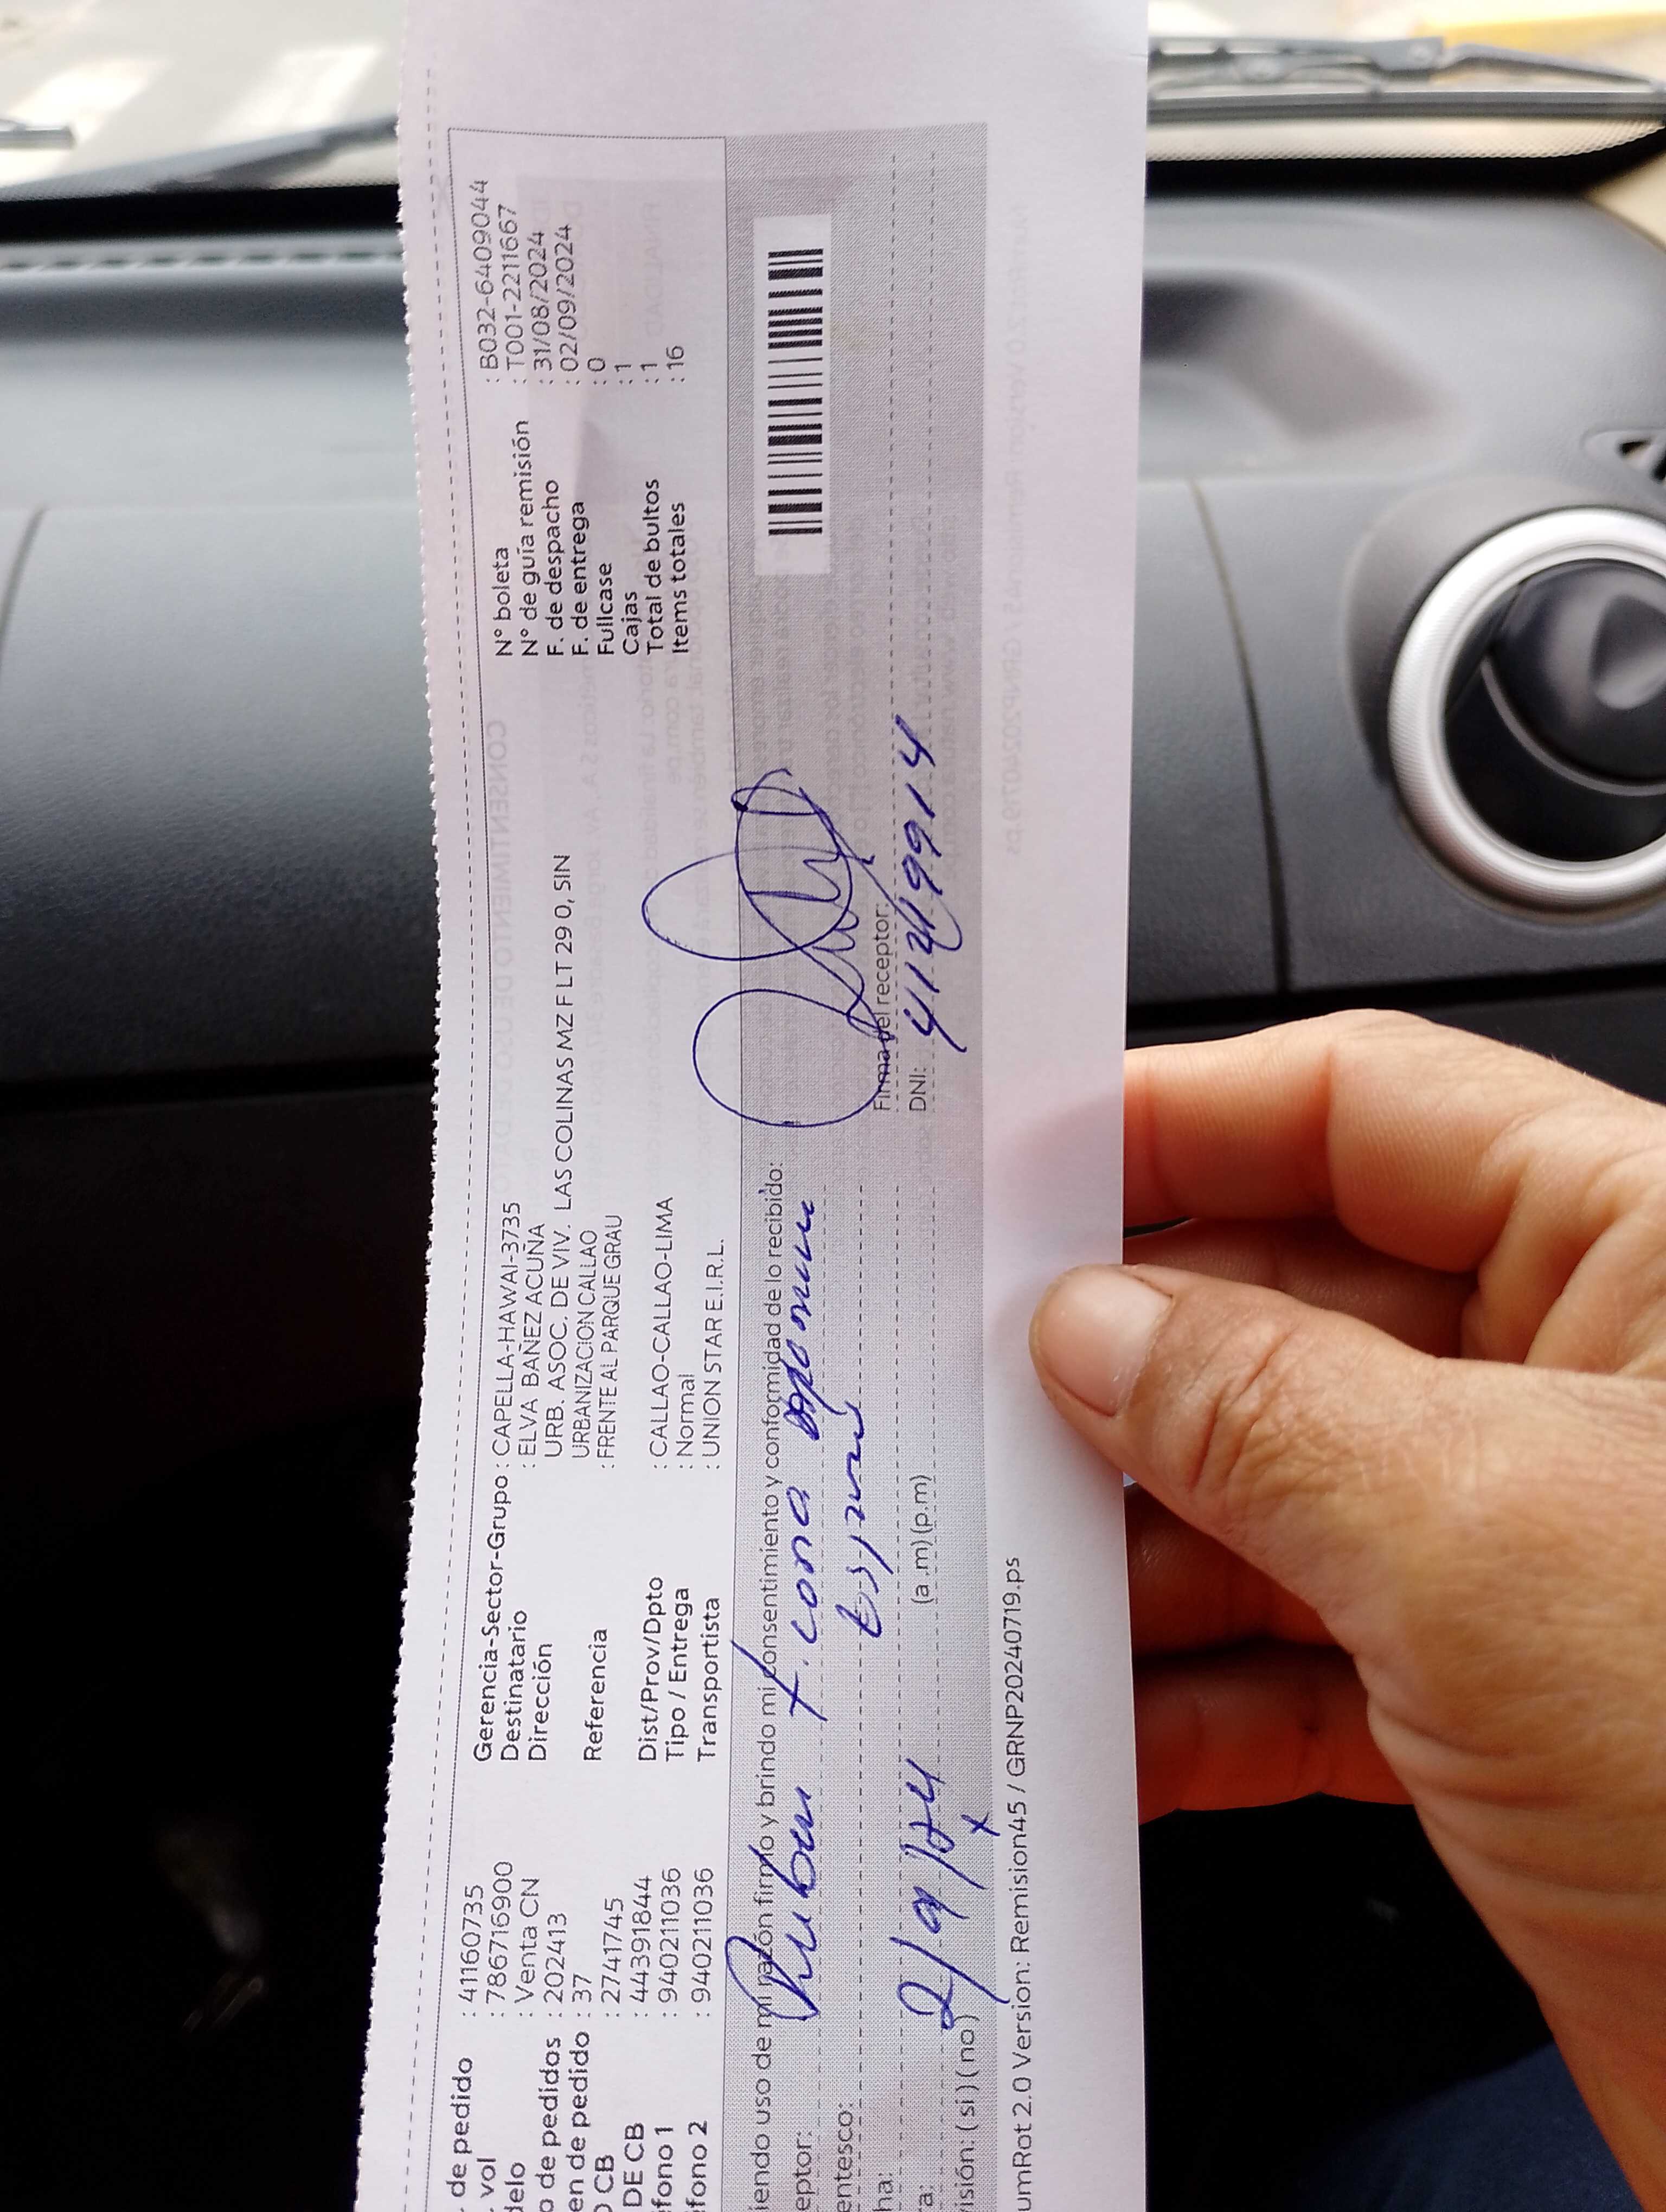 . de pedido : 41160735
. vol : 786716900
delo : Venta CN
o de pedidos : 202413
en de pedido : 37
O CB : 2741745
DE CB : 44391844
éfono 1 : 940211036
éfono 2 : 940211036
Gerencia-Sector-Grupo : CAPELLA-HAWAI-3735
Destinatario : ELVA BAÑEZ ACUÑA
Dirección URB. ASOC. DE VIV. LAS COLINAS MZ F LT 29 0, SIN
URBANIZACION CALLAO
Referencia : FRENTE AL PARQUE GRAU
Dist/Prov/Dpto : CALLAO-CALLAO-LIMA
Tipo / Entrega : Normal
Transportista : UNION STAR E.I.R.L.
N° boleta : B032-6409044
N° de guía remisión : T001-2211667
F. de despacho : 31/08/2024
F. de entrega : 02/09/2024
Fullcase : 0
Cajas : 1
Total de bultos : 1
Items totales : 16
iendo uso de mi razón firmo y brindo mi consentimiento y conformidad de lo recibido:
eptor: Ruben
entesco:
ha: 2/9/24
ra: (a.m) (p.m)
isión: ( si ) ( no ) x
Firma del receptor:
DNI:
umRot 2.0 Version: Remision45 / GRNP20240719.ps